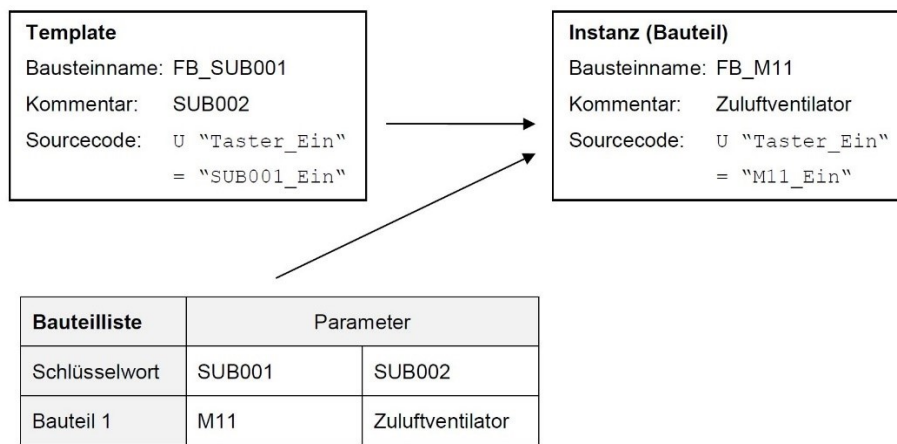 Template
Bausteinname: FB_SUB001
Kommentar: SUB002
Sourcecode: U “Taster_Ein“
= “SUB001_Ein“
Instanz (Bauteil)
Bausteinname: FB_M11
Kommentar: Zuluftventilator
Sourcecode: U “Taster_Ein“
= “M11_Ein“
Bauteilliste Parameter
Schlüsselwort SUB001 SUB002
Bauteil 1 M11 Zuluftventilator